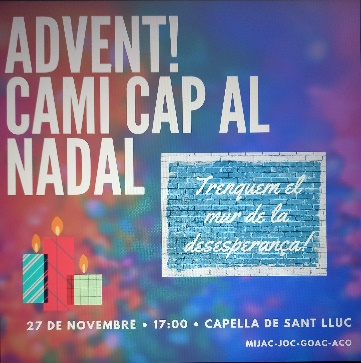 ADVENT!
CAMI CAP AL
NADAL
Trenquem el
mur de la
desesperança!
27 DE NOVEMBRE • 17:00 • CAPELLA DE SANT LLUC
MIJAC-JOC-GOAC-ACO